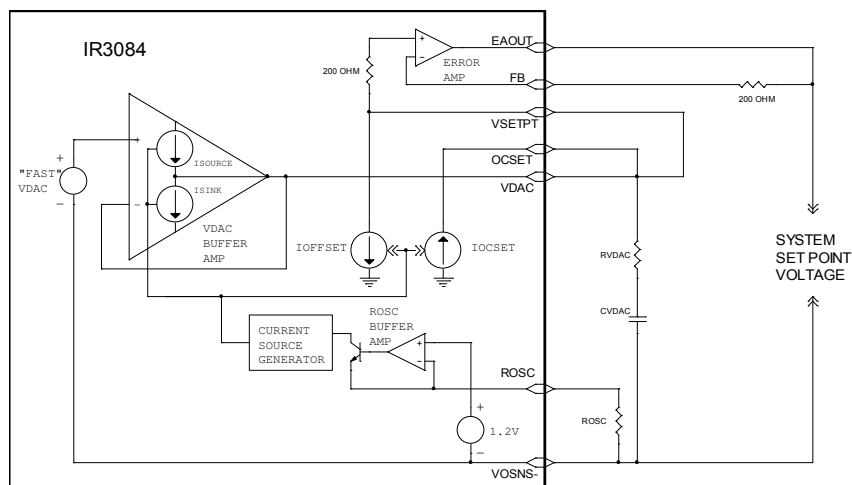 IR3084
EAOUT
200 OHM
ERROR
AMP
FB
200 OHM
VSETPT
OCSET
ISOURCE
"FAST"
VDAC
ISINK
VDAC
VDAC
BUFFER
AMP
IOFFSET
IOCSET
SYSTEM
SET POINT
VOLTAGE
RVDAC
CVDAC
ROSC
BUFFER
AMP
CURRENT
SOURCE
GENERATOR
ROSC
1.2V
ROSC
VOSNS-
+
-
+
-
+
-
+
-
+
-